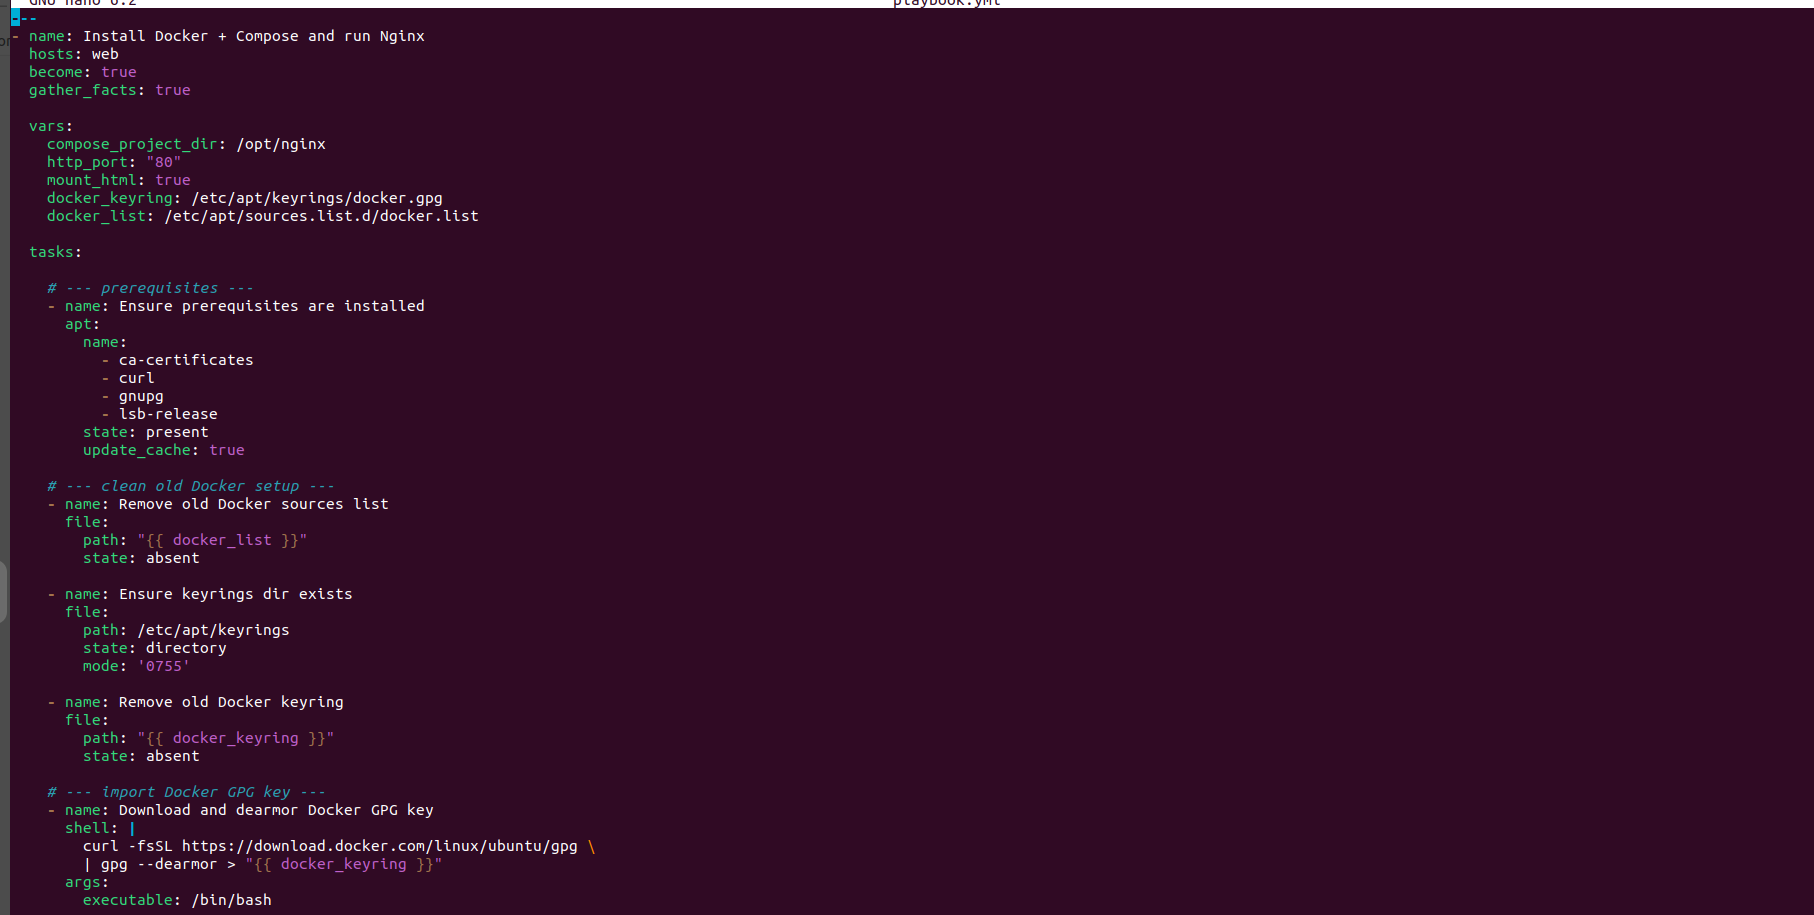 GNU nano 6.2 playbook.yml
---
- name: Install Docker + Compose and run Nginx
  hosts: web
  become: true
  gather_facts: true

  vars:
    compose_project_dir: /opt/nginx
    http_port: "80"
    mount_html: true
    docker_keyring: /etc/apt/keyrings/docker.gpg
    docker_list: /etc/apt/sources.list.d/docker.list

  tasks:

    # --- prerequisites ---
    - name: Ensure prerequisites are installed
      apt:
        name:
          - ca-certificates
          - curl
          - gnupg
          - lsb-release
        state: present
        update_cache: true

    # --- clean old Docker setup ---
    - name: Remove old Docker sources list
      file:
        path: "{{ docker_list }}"
        state: absent

    - name: Ensure keyrings dir exists
      file:
        path: /etc/apt/keyrings
        state: directory
        mode: '0755'

    - name: Remove old Docker keyring
      file:
        path: "{{ docker_keyring }}"
        state: absent

    # --- import Docker GPG key ---
    - name: Download and dearmor Docker GPG key
      shell: |
        curl -fsSL https://download.docker.com/linux/ubuntu/gpg \
        | gpg --dearmor > "{{ docker_keyring }}"
      args:
        executable: /bin/bash